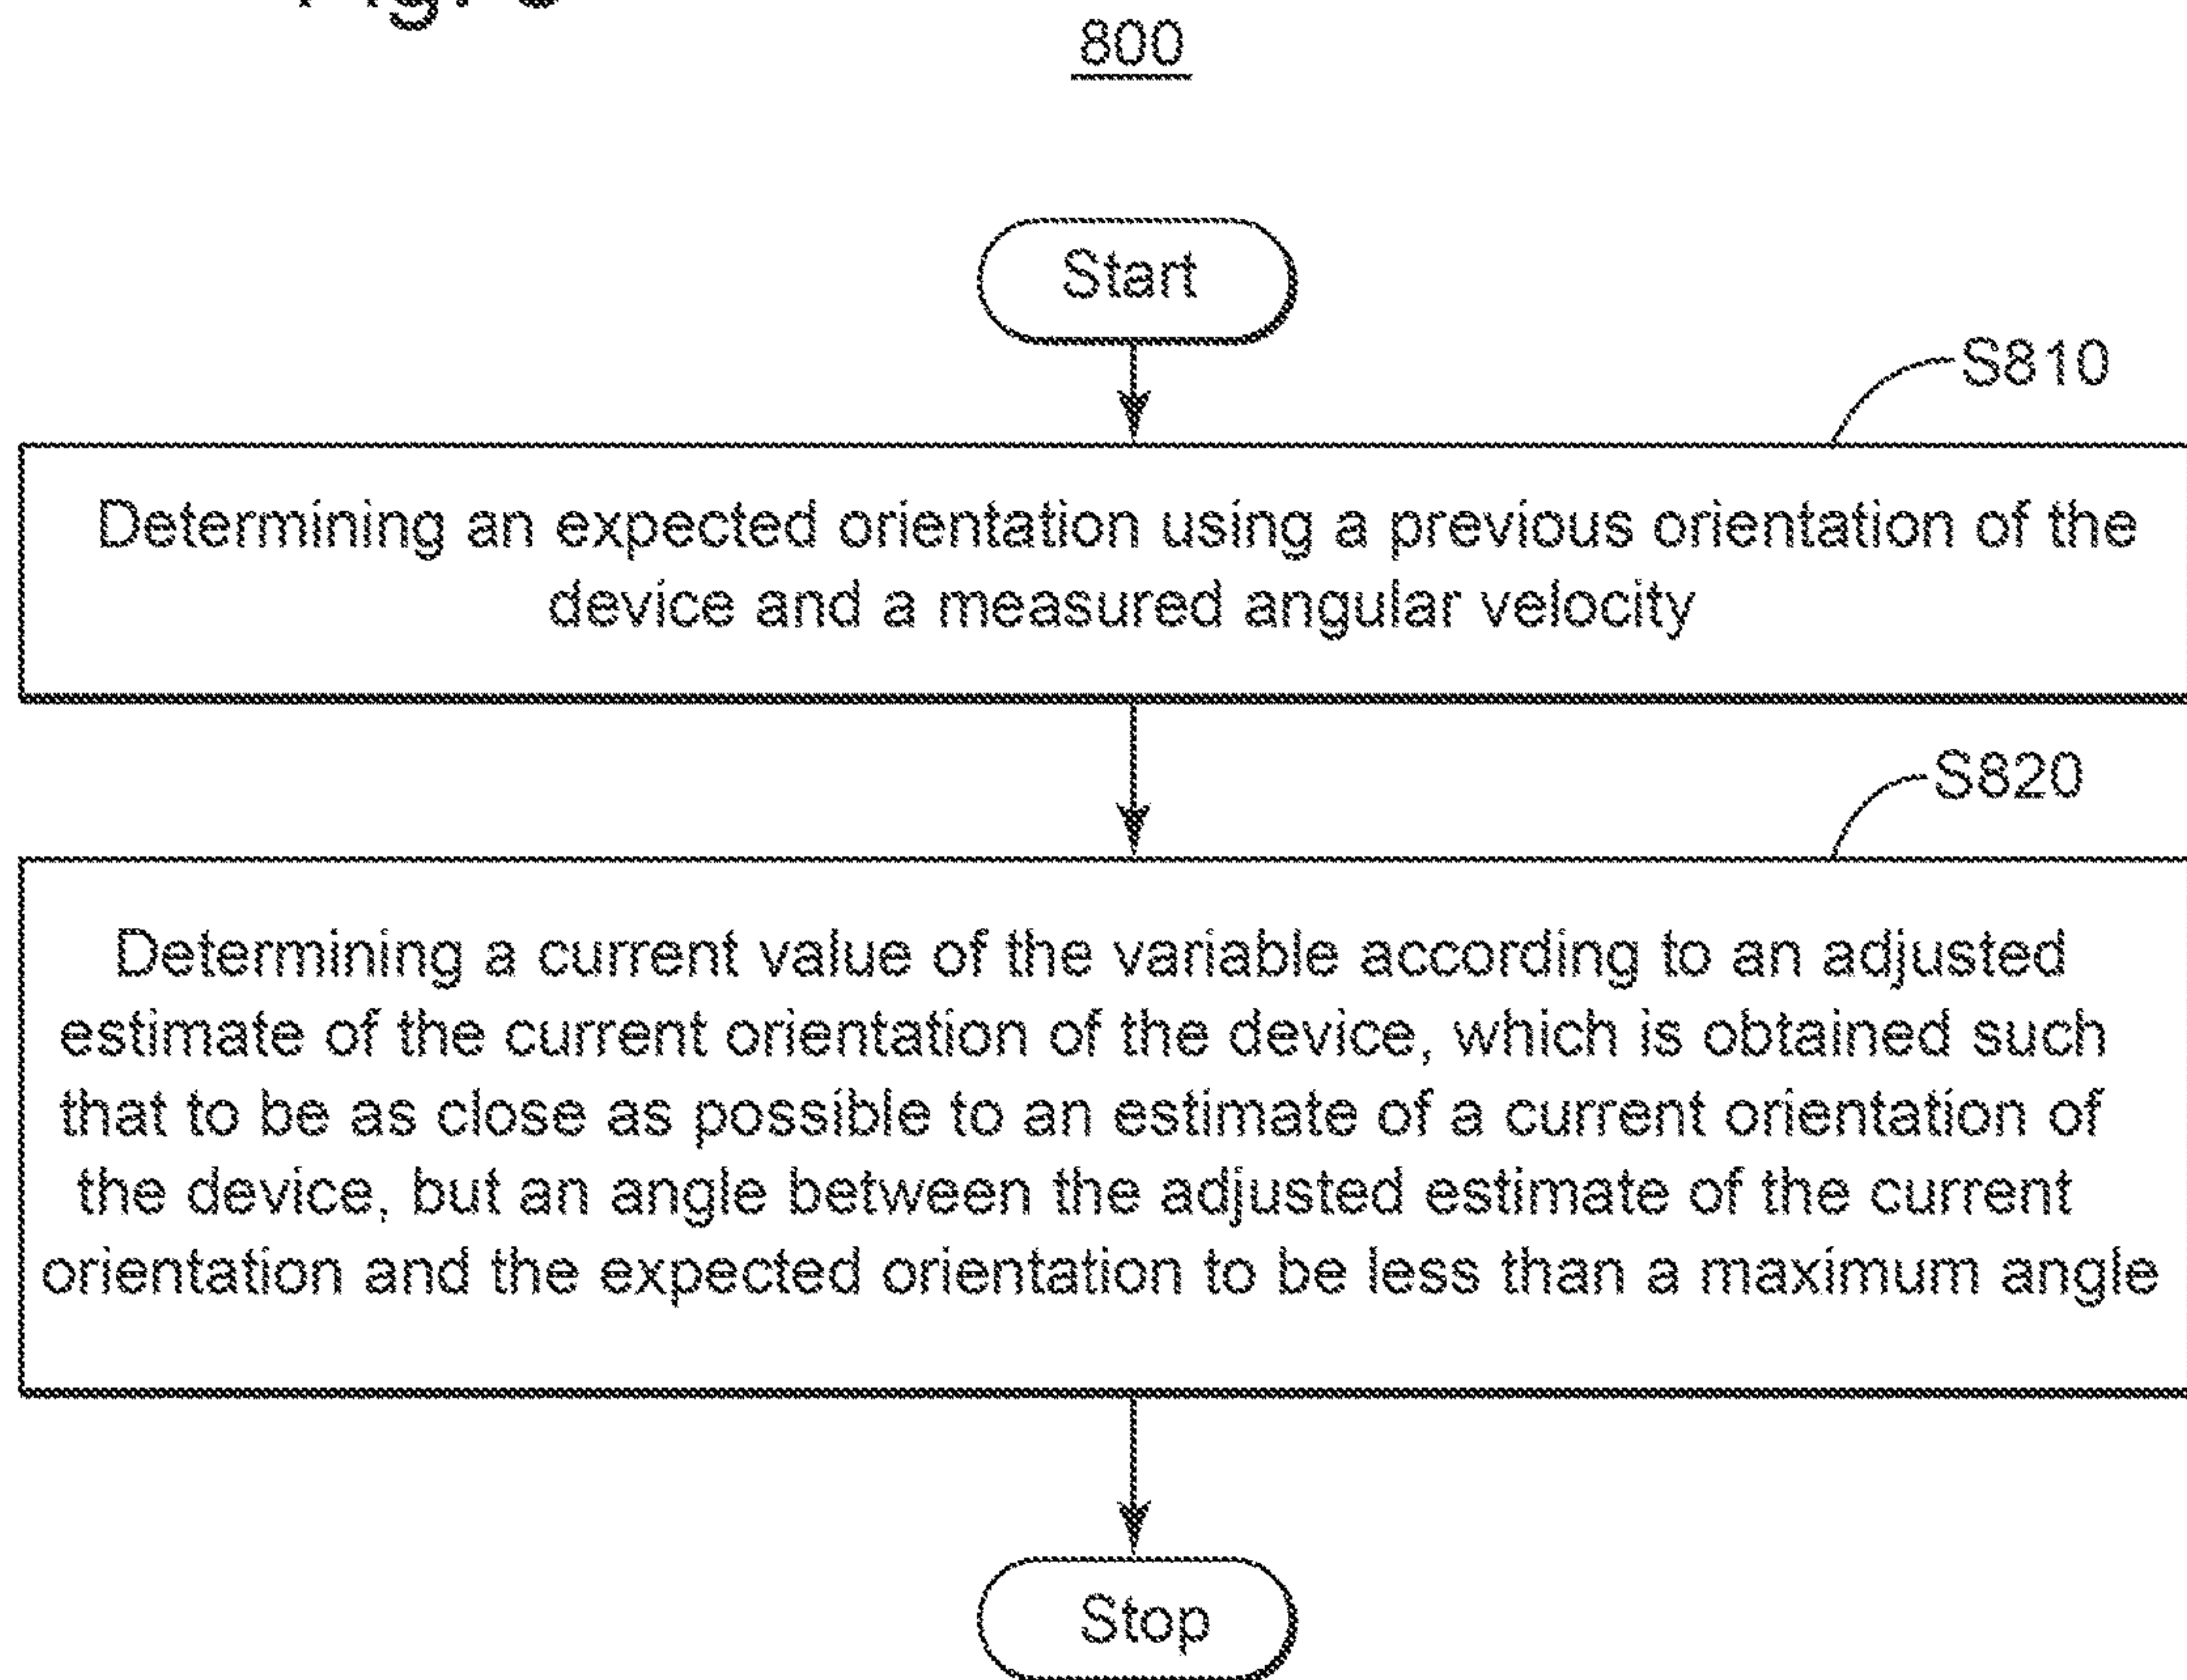 800
Start
S810
Determining an expected orientation using a previous orientation of the
device and a measured angular velocity
S820
Determining a current value of the variable according to an adjusted
estimate of the current orientation of the device, which is obtained such
that to be as close as possible to an estimate of a current orientation of
the device, but an angle between the adjusted estimate of the current
orientation and the expected orientation to be less than a maximum angle
Stop